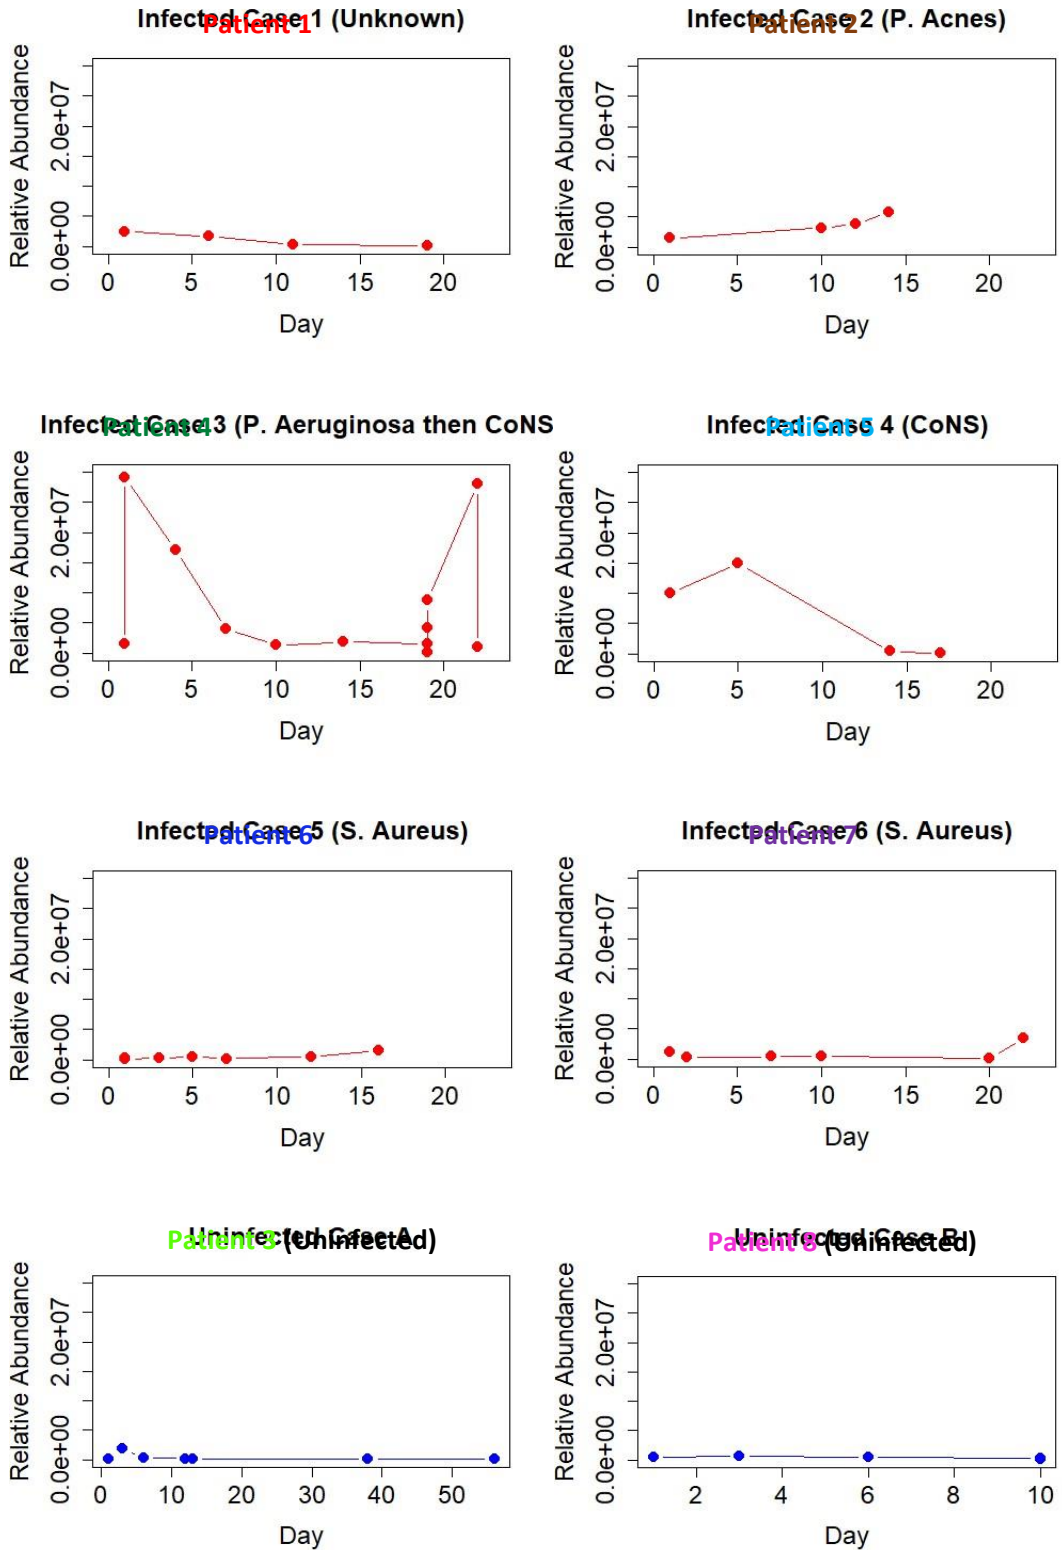 Infected Case 1 (Unknown)
Patient 1
Relative Abundance
0.0e+00 2.0e+07
0 5 10 15 20
Day
Infected Case 2 (P. Acnes)
Patient 2
Relative Abundance
0.0e+00 2.0e+07
0 5 10 15 20
Day
Infected Case 3 (P. Aeruginosa then CoNS
Patient 4
Relative Abundance
0.0e+00 2.0e+07
0 5 10 15 20
Day
Infected Case 4 (CoNS)
Patient 5
Relative Abundance
0.0e+00 2.0e+07
0 5 10 15 20
Day
Infected Case 5 (S. Aureus)
Patient 6
Relative Abundance
0.0e+00 2.0e+07
0 5 10 15 20
Day
Infected Case 6 (S. Aureus)
Patient 7
Relative Abundance
0.0e+00 2.0e+07
0 5 10 15 20
Day
Uninfected Case A
Patient 3 (Uninfected)
Relative Abundance
0.0e+00 2.0e+07
0 10 20 30 40 50
Day
Uninfected Case B
Patient 8 (Uninfected)
Relative Abundance
0.0e+00 2.0e+07
2 4 6 8 10
Day